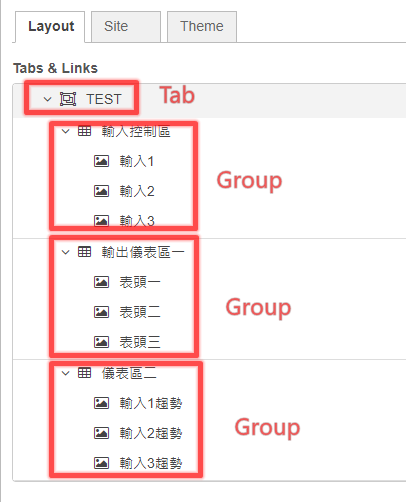 Layout Site Theme
Tabs & Links
TEST Tab
輸入控制區
輸入1
輸入2 Group
輸入3
輸出儀表區一
表頭一
表頭二 Group
表頭三
儀表區二
輸入1趨勢
輸入2趨勢 Group
輸入3趨勢